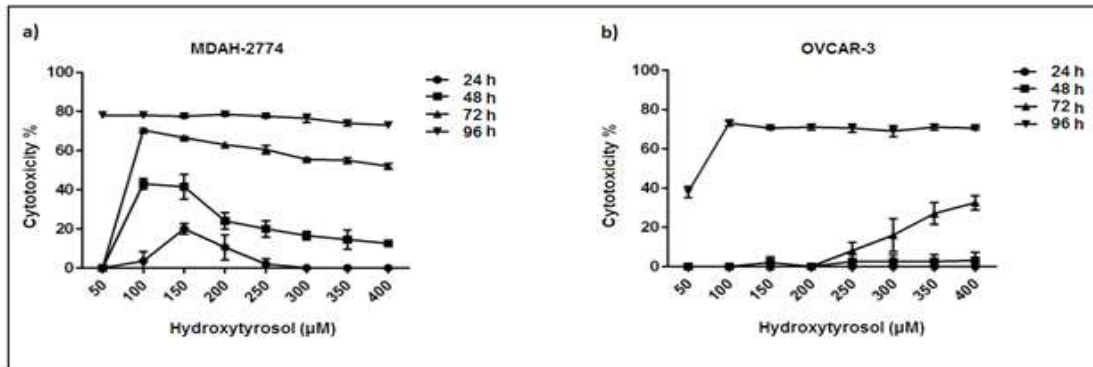 a)
MDAH-2774
Cytotoxicity %
100
80
60
40
20
0
50
100
150
200
250
300
350
400
Hydroxytyrosol (µM)
24 h
48 h
72 h
96 h
b)
OVCAR-3
Cytotoxicity %
100
80
60
40
20
0
50
100
150
200
250
300
350
400
Hydroxytyrosol (µM)
24 h
48 h
72 h
96 h